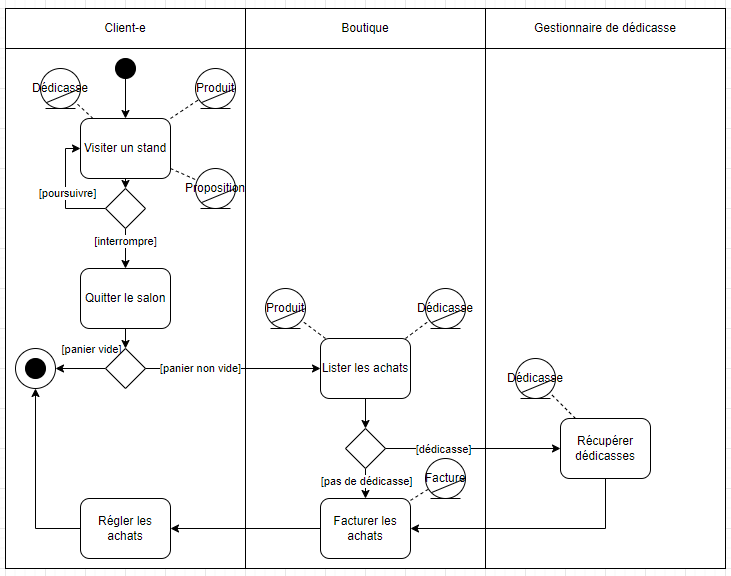 Client-e
Boutique
Gestionnaire de dédicasse
Dédicasse
Produit
Visiter un stand
[poursuivre]
Proposition
[interrompre]
Quitter le salon
Produit
Dédicasse
[panier vide]
[panier non vide]
Lister les achats
Dédicasse
[dédicasse]
Récupérer
dédicasses
[pas de dédicasse]
Facture
Régler les
achats
Facturer les
achats